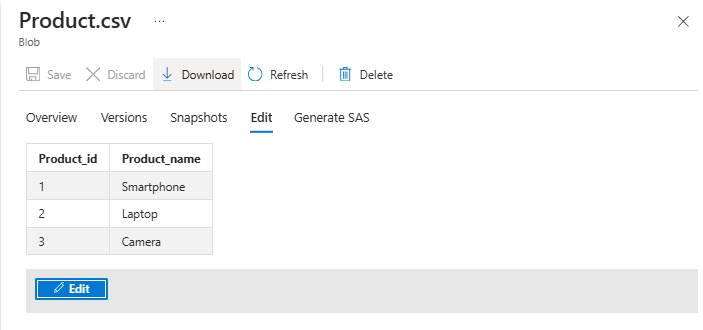 Product.csv ...
Blob
Save Discard Download Refresh Delete
Overview Versions Snapshots Edit Generate SAS
Product_id Product_name
1 Smartphone
2 Laptop
3 Camera
Edit